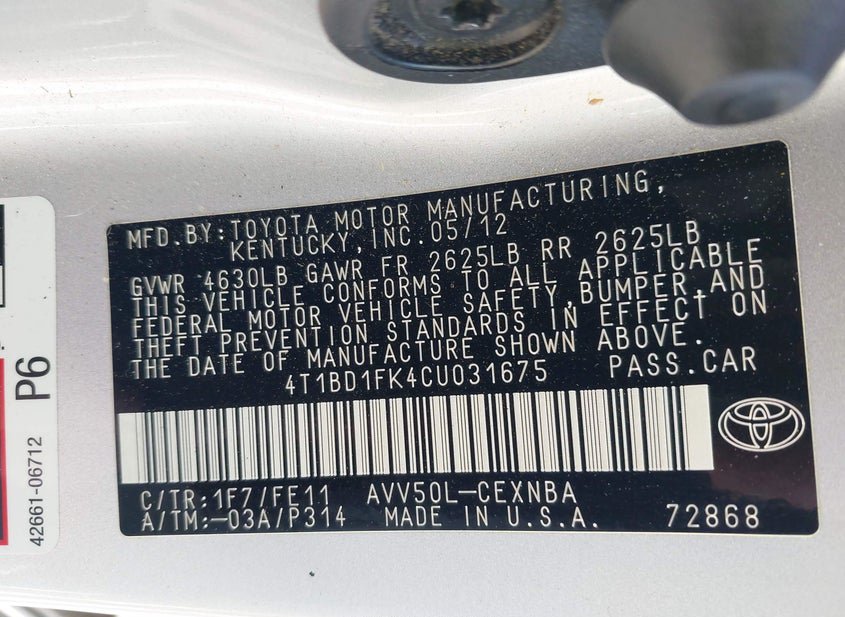 MFD.BY:TOYOTA MOTOR MANUFACTURING,
KENTUCKY,INC.05/12
GVWR 4630LB GAWR FR 2625LB RR 2625LB
THIS VEHICLE CONFORMS TO ALL APPLICABLE
FEDERAL MOTOR VEHICLE SAFETY,BUMPER,AND
THEFT PREVENTION STANDARDS IN EFFECT ON
THE DATE OF MANUFACTURE SHOWN ABOVE.
4T1BD1FK4CU031675 PASS.CAR
C/TR:1F7/FE11 AVV50L-CEXNBA
A/TM:-03A/P314 MADE IN U.S.A. 72868
P6
42661-06712